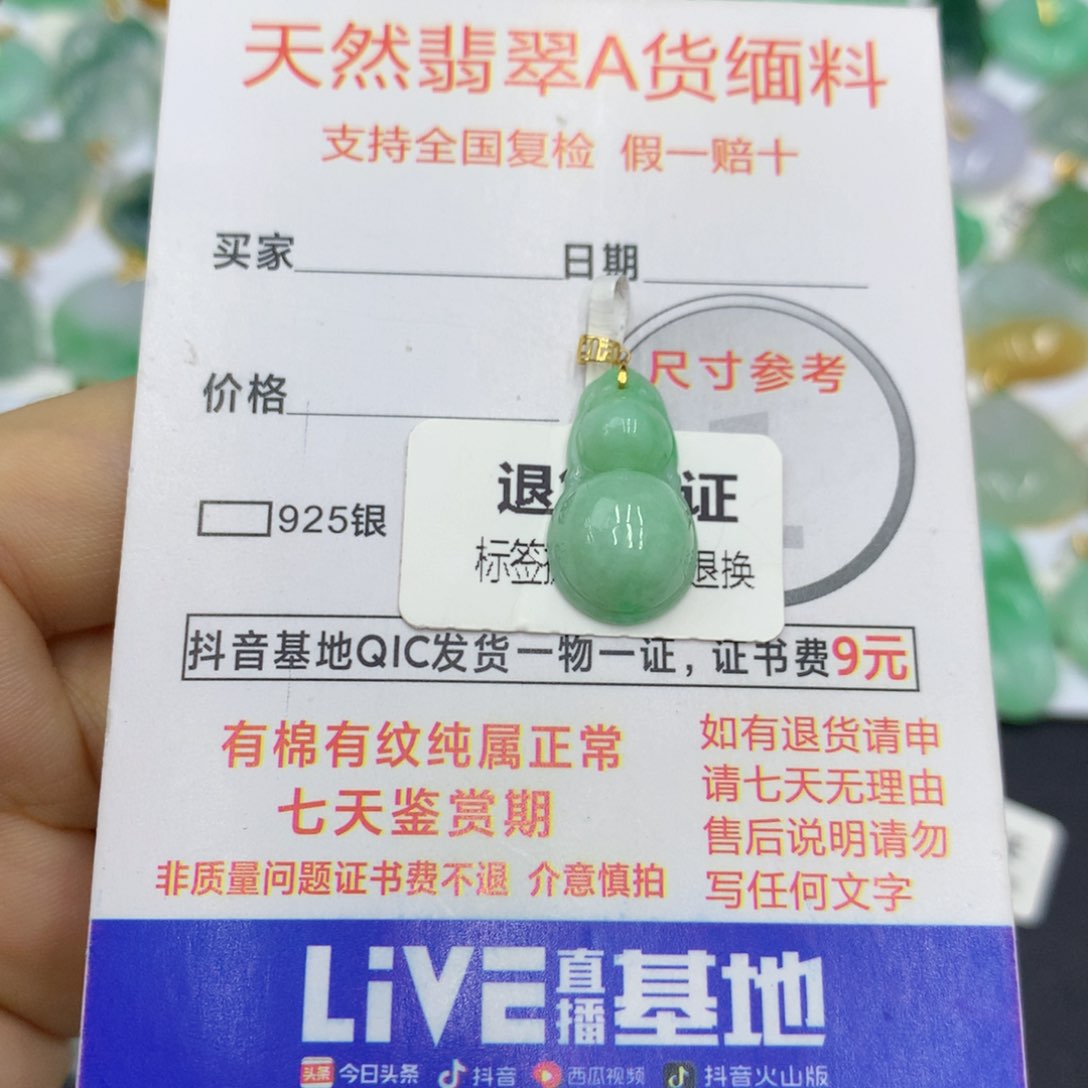 天然翡翠A货缅料
支持全国复检 假一赔十
买家 日期
尺寸参考
价格
退 证
925银
标签 退换
抖音基地QIC发货一物一证，证书费9元
有棉有纹纯属正常
七天鉴赏期
非质量问题证书费不退 介意慎拍
如有退货请申
请七天无理由
售后说明请勿
写任何文字
LiVE直播基地
头条 今日头条 抖音 西瓜视频 抖音火山版